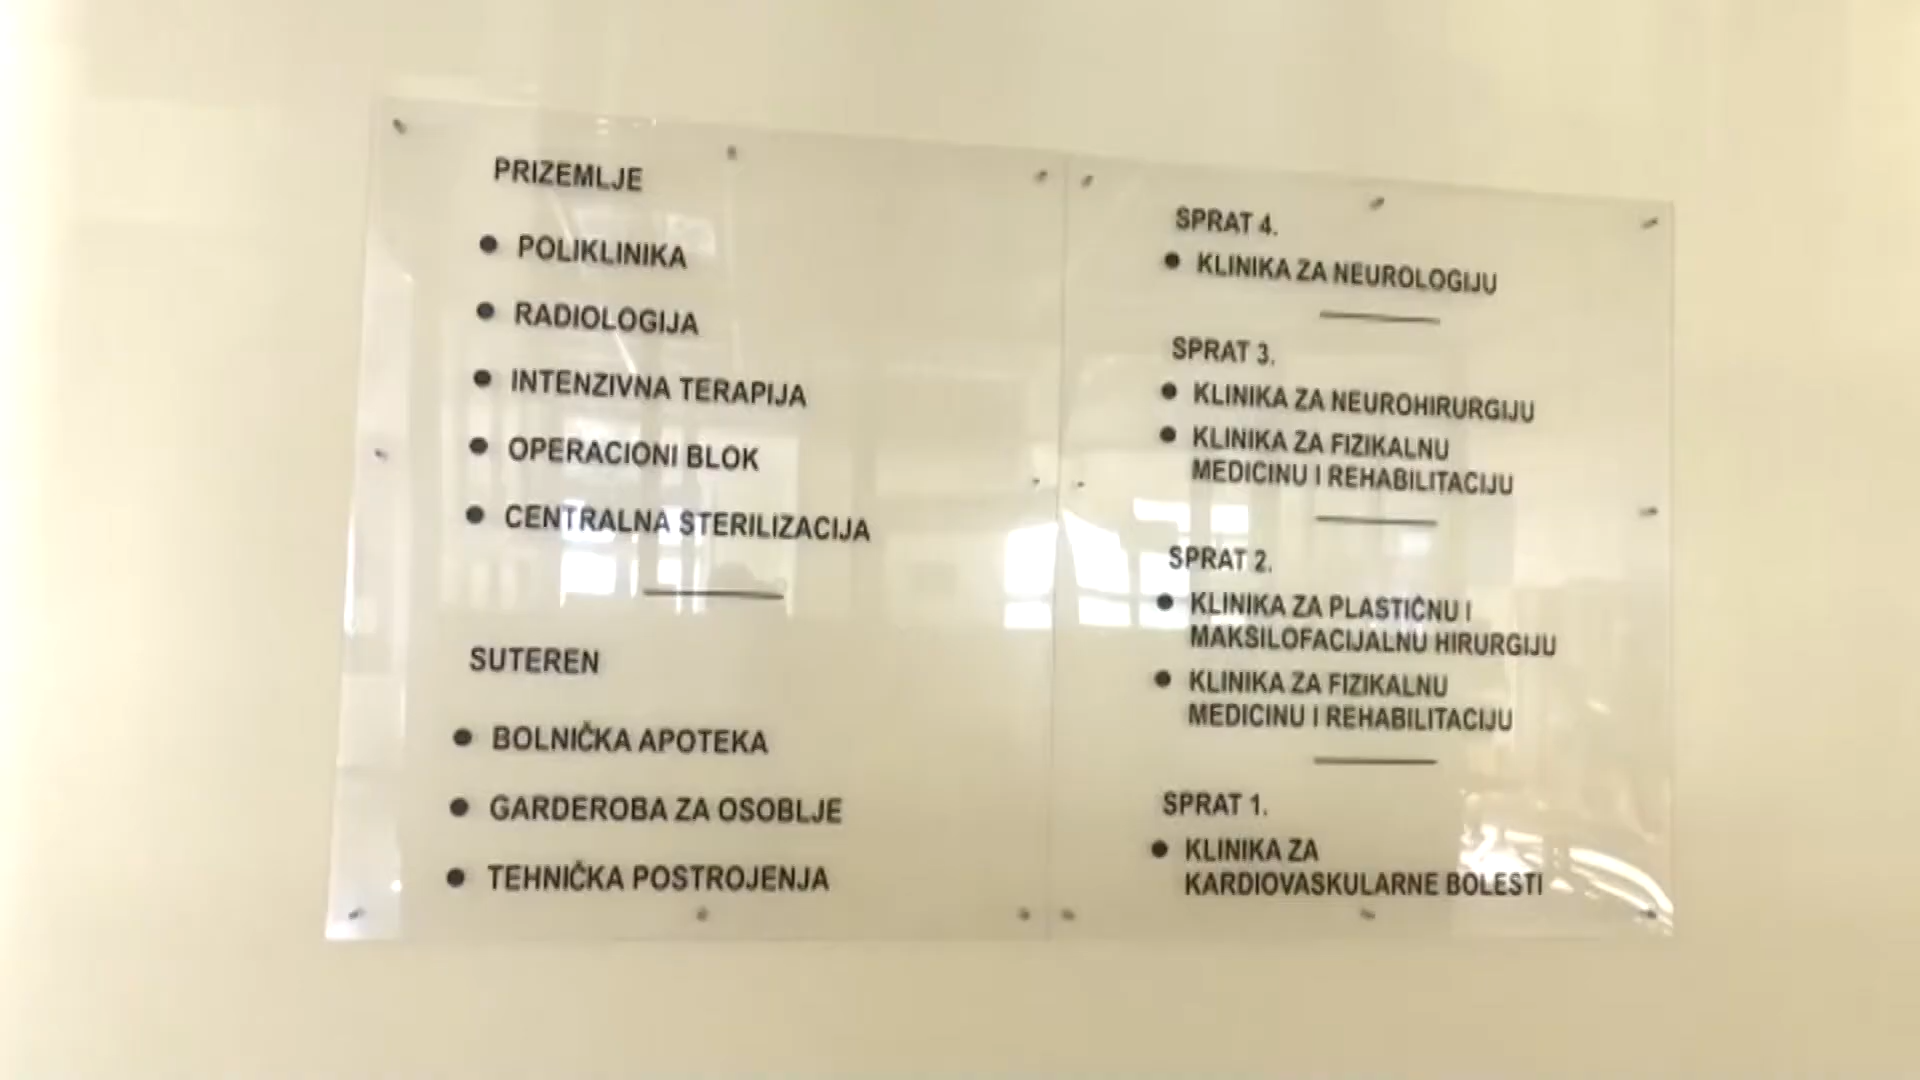 PRIZEMLJE
● POLIKLINIKA
● RADIOLOGIJA
● INTENZIVNA TERAPIJA
● OPERACIONI BLOK
● CENTRALNA STERILIZACIJA
SUTEREN
● BOLNIČKA APOTEKA
● GARDEROBA ZA OSOBLJE
● TEHNIČKA POSTROJENJA
SPRAT 4.
● KLINIKA ZA NEUROLOGIJU
SPRAT 3.
● KLINIKA ZA NEUROHIRURGIJU
● KLINIKA ZA FIZIKALNU
MEDICINU I REHABILITACIJU
SPRAT 2.
● KLINIKA ZA PLASTIČNU I
MAKSILOFACIJALNU HIRURGIJU
● KLINIKA ZA FIZIKALNU
MEDICINU I REHABILITACIJU
SPRAT 1.
● KLINIKA ZA
KARDIOVASKULARNE BOLESTI